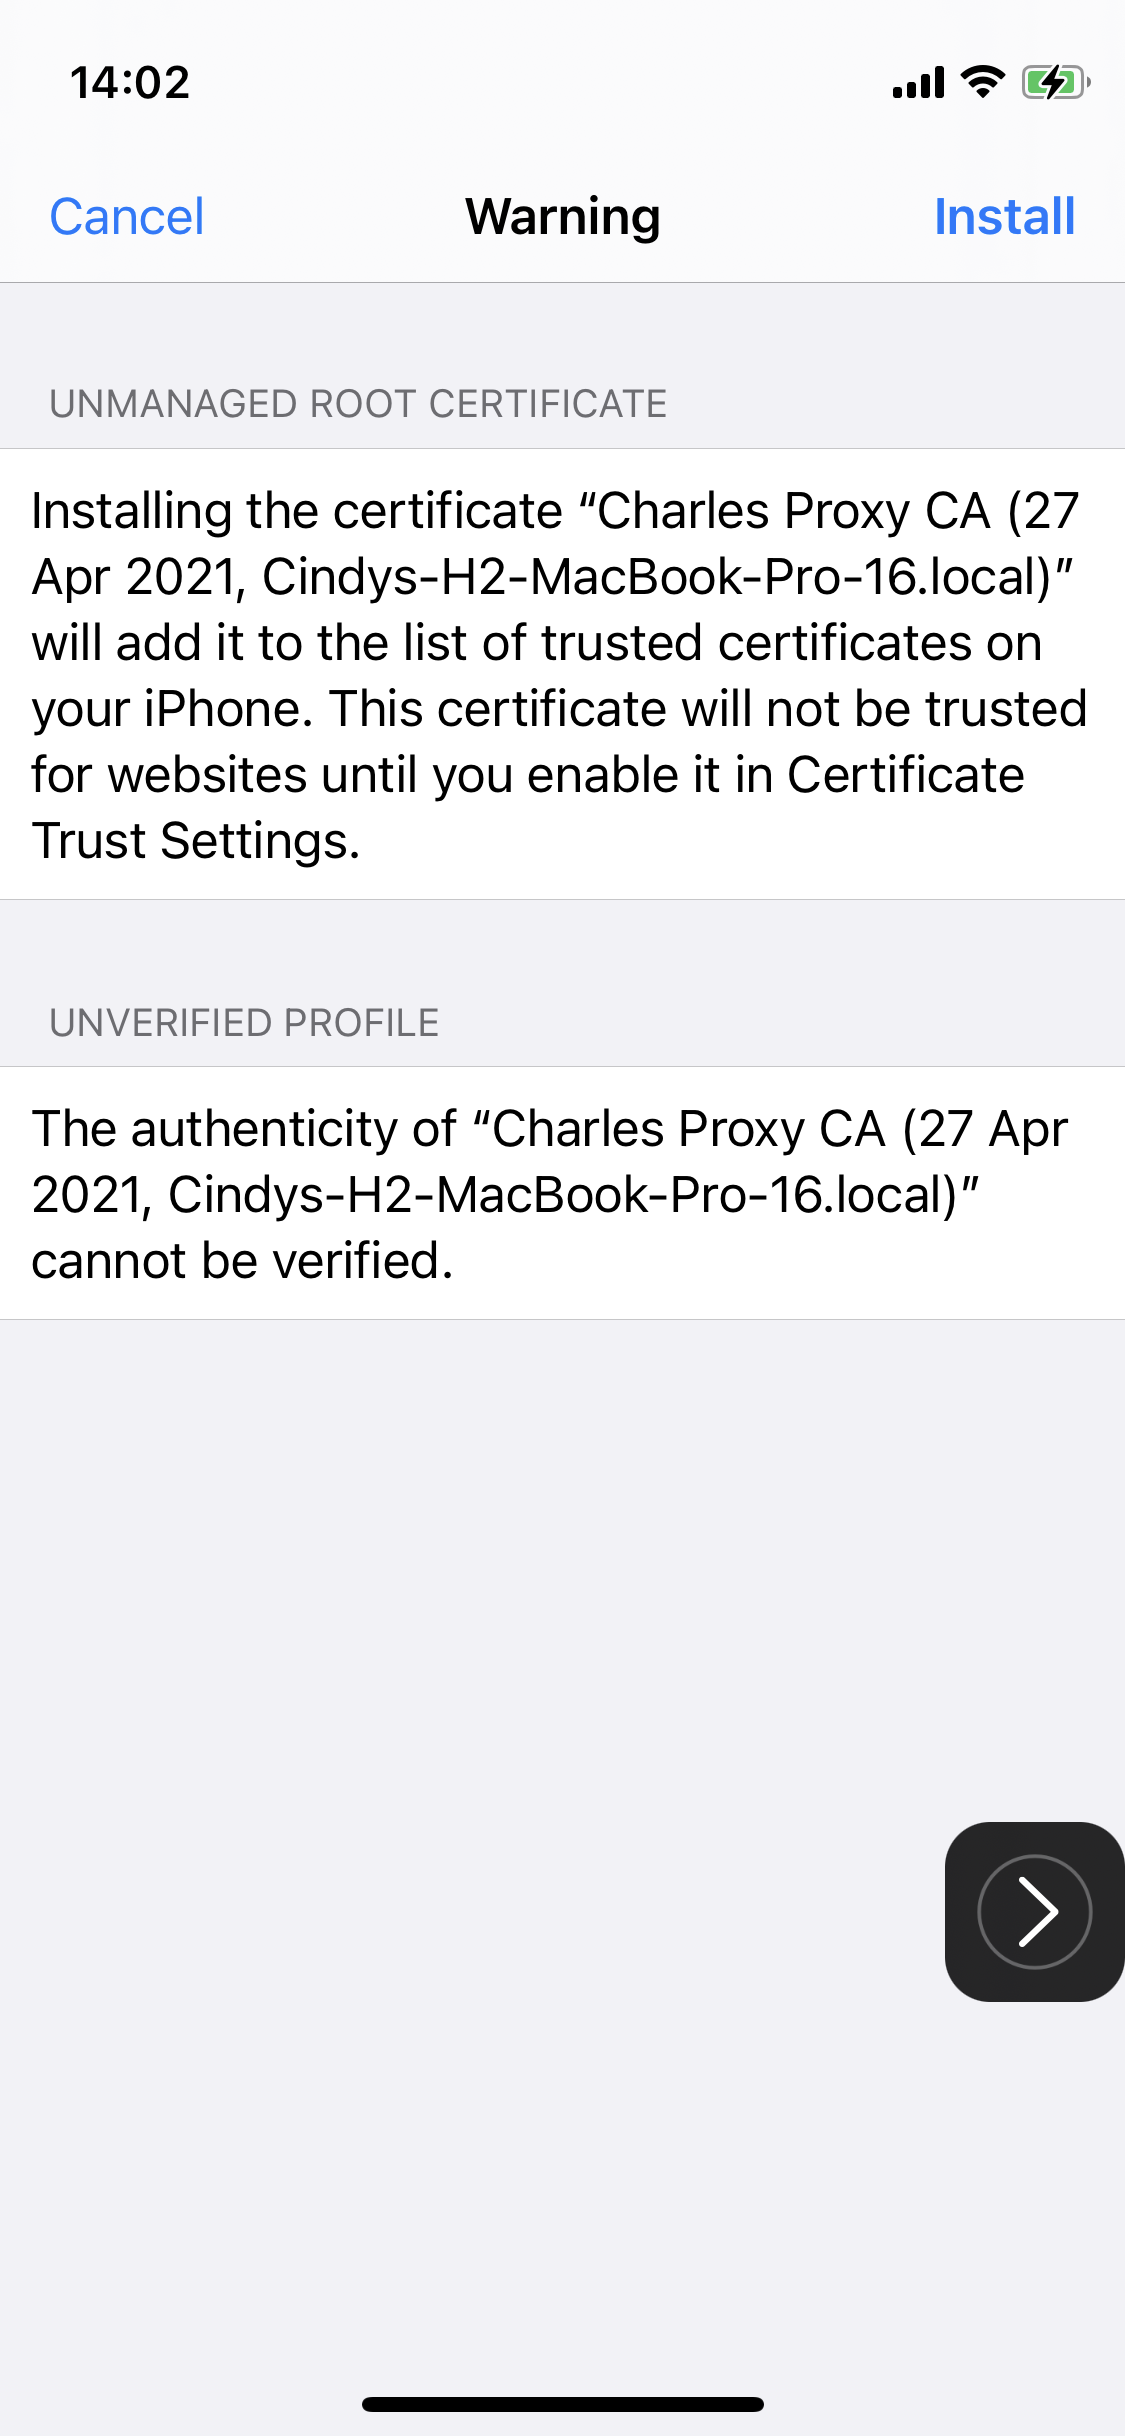 14:02
Cancel Warning Install
UNMANAGED ROOT CERTIFICATE
Installing the certificate “Charles Proxy CA (27
Apr 2021, Cindys-H2-MacBook-Pro-16.local)”
will add it to the list of trusted certificates on
your iPhone. This certificate will not be trusted
for websites until you enable it in Certificate
Trust Settings.
UNVERIFIED PROFILE
The authenticity of “Charles Proxy CA (27 Apr
2021, Cindys-H2-MacBook-Pro-16.local)”
cannot be verified.